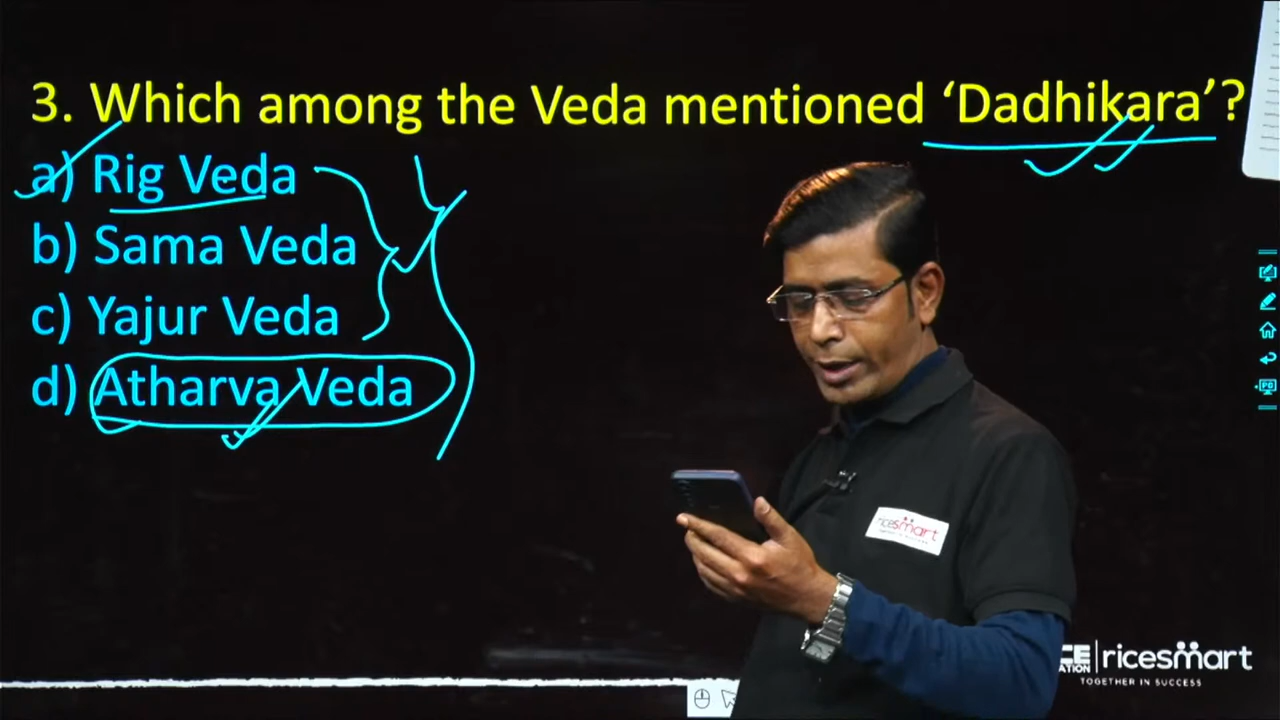 3. Which among the Veda mentioned ‘Dadhikara’?
a) Rig Veda
b) Sama Veda
c) Yajur Veda
d) Atharva Veda
ricesmart
ricesmart
TOGETHER IN SUCCESS